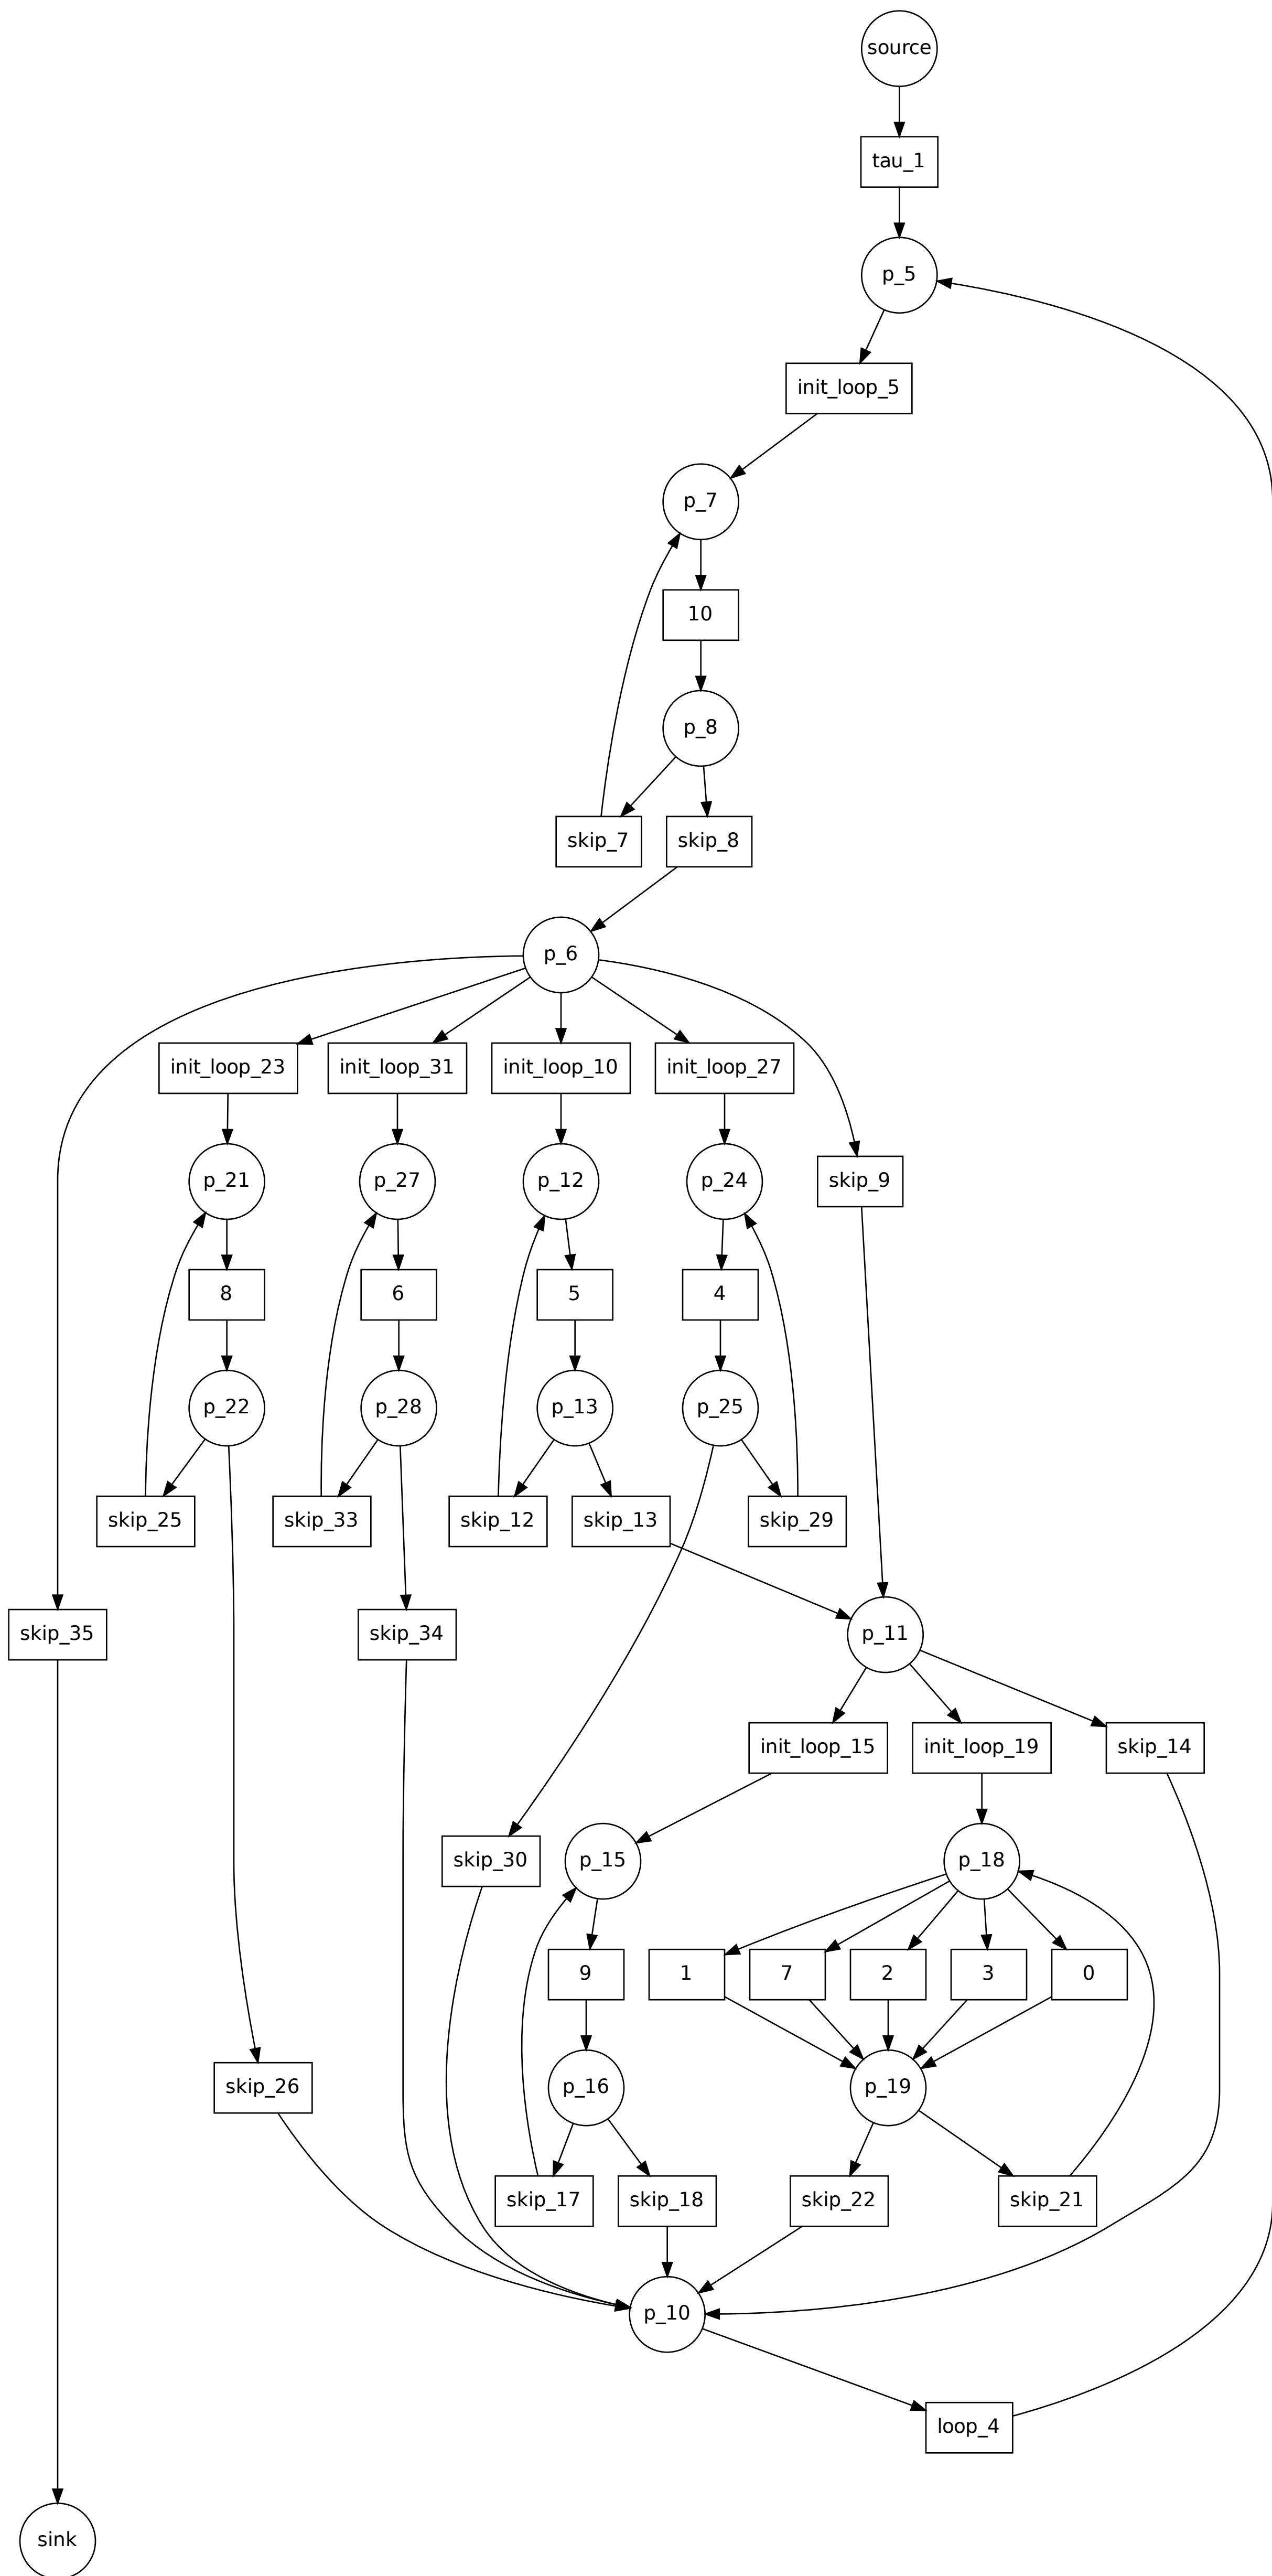 source
tau_1
p_5
init_loop_5
p_7
10
p_8
skip_7 skip_8
p_6
init_loop_23 init_loop_31 init_loop_10 init_loop_27
p_21 p_27 p_12 p_24 skip_9
8 6 5 4
p_22 p_28 p_13 p_25
skip_25 skip_33 skip_12 skip_13 skip_29
skip_35 skip_34 p_11
init_loop_15 init_loop_19 skip_14
skip_30 p_15 p_18
9 1 7 2 3 0
skip_26 p_16 p_19
skip_17 skip_18 skip_22 skip_21
p_10
loop_4
sink